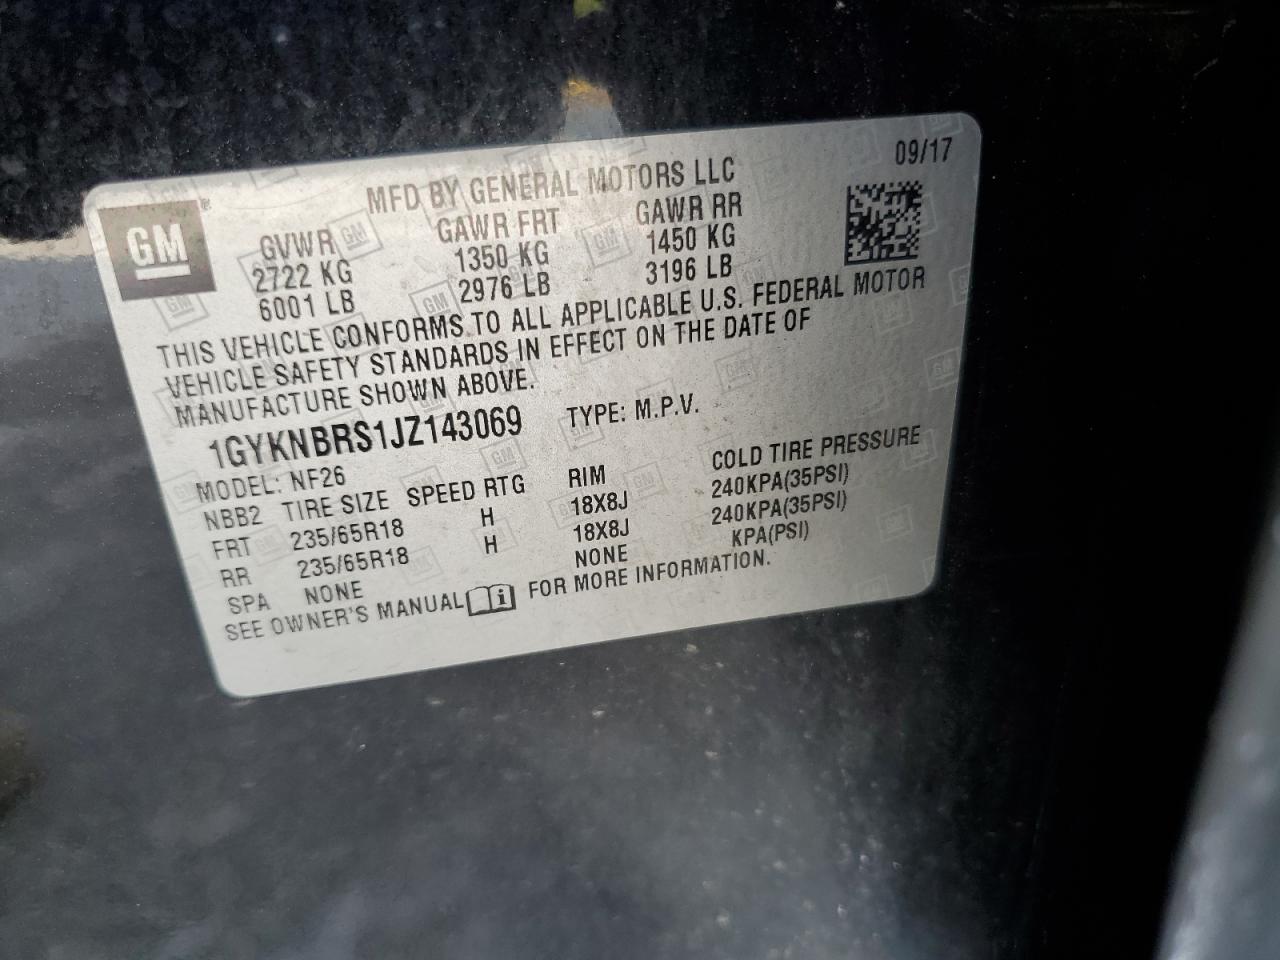 09/17
MFD BY GENERAL MOTORS LLC
GM ®
GVWR GAWR FRT GAWR RR
2722 KG 1350 KG 1450 KG
6001 LB 2976 LB 3196 LB
THIS VEHICLE CONFORMS TO ALL APPLICABLE U.S. FEDERAL MOTOR
VEHICLE SAFETY STANDARDS IN EFFECT ON THE DATE OF
MANUFACTURE SHOWN ABOVE.
1GYKNBRS1JZ143069 TYPE: M.P.V.
MODEL: NF26
NBB2 TIRE SIZE SPEED RTG RIM COLD TIRE PRESSURE
FRT 235/65R18 H 18X8J 240KPA(35PSI)
RR 235/65R18 H 18X8J 240KPA(35PSI)
SPA NONE NONE KPA(PSI)
SEE OWNER'S MANUAL i FOR MORE INFORMATION.